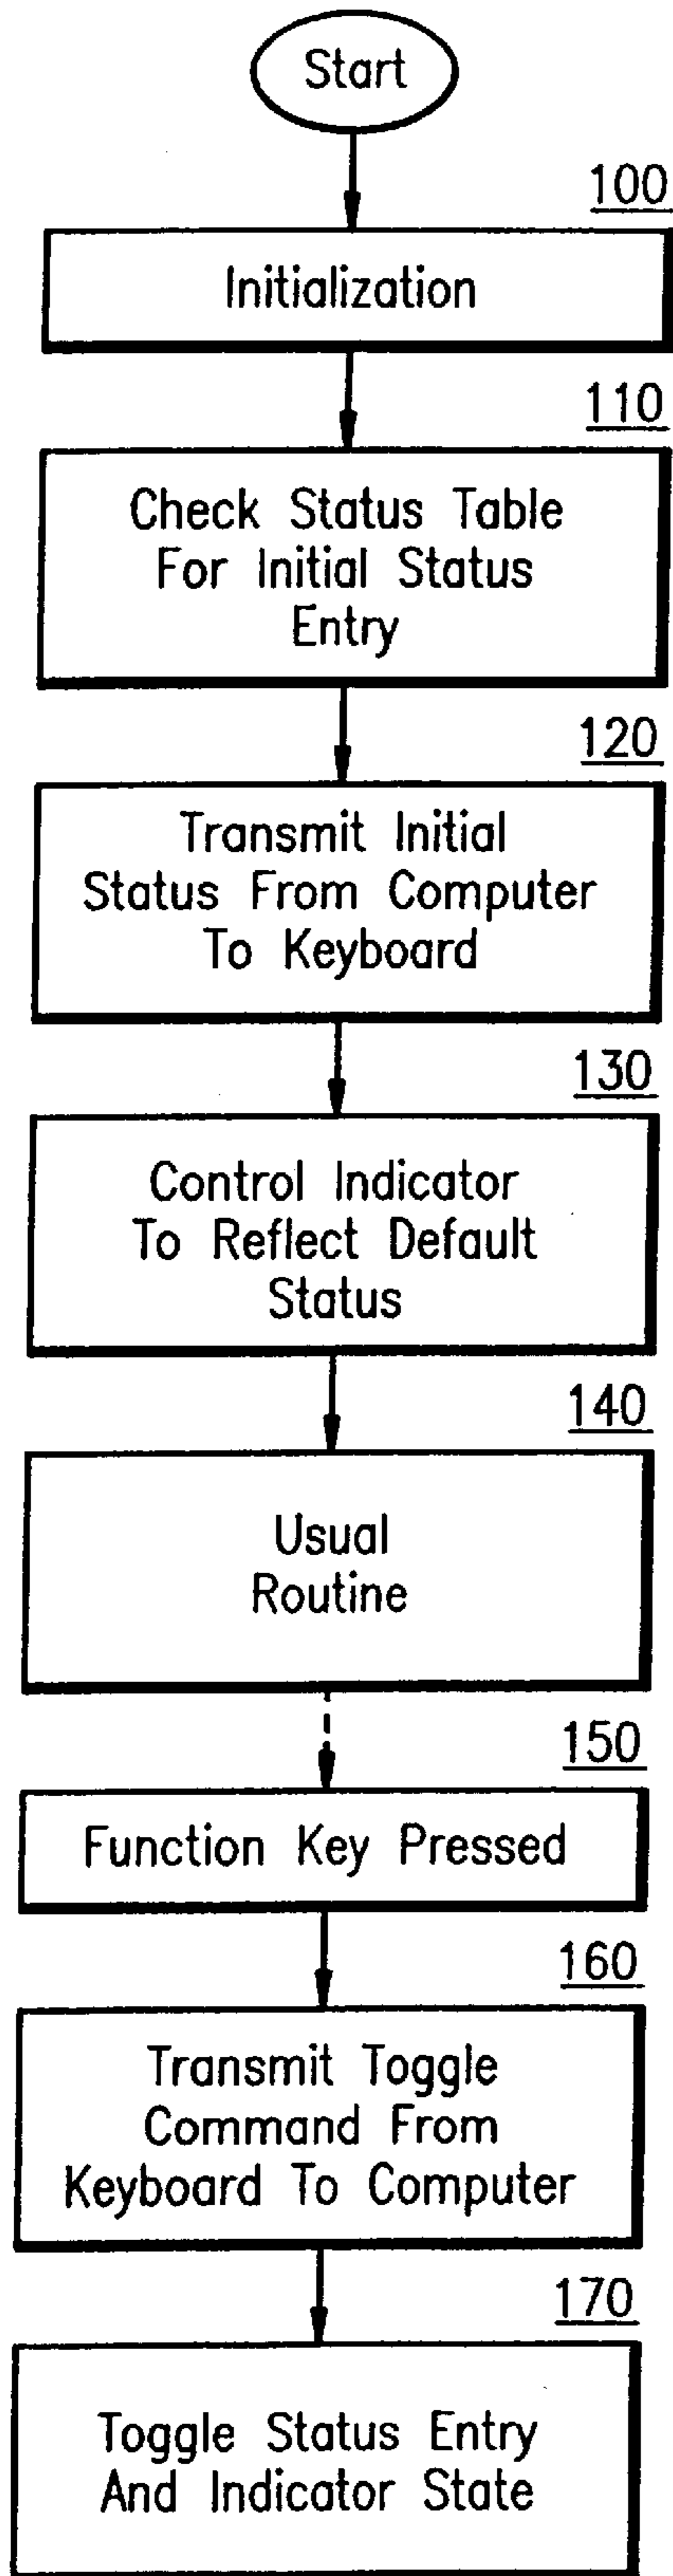 Start
100
Initialization
110
Check Status Table
For Initial Status
Entry
120
Transmit Initial
Status From Computer
To Keyboard
130
Control Indicator
To Reflect Default
Status
140
Usual
Routine
150
Function Key Pressed
160
Transmit Toggle
Command From
Keyboard To Computer
170
Toggle Status Entry
And Indicator State